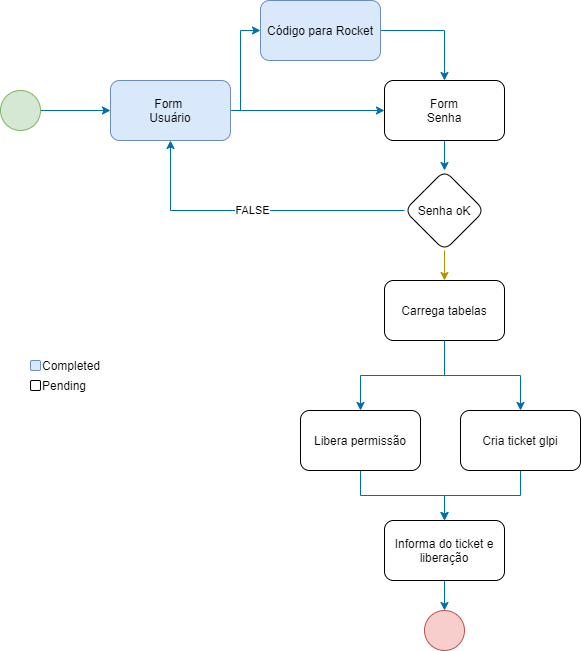 Código para Rocket
Form
Usuário
Form
Senha
FALSE
Senha oK
Carrega tabelas
Completed
Pending
Libera permissão
Cria ticket glpi
Informa do ticket e
liberação